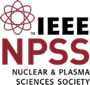 IEEE
NPSS
NUCLEAR & PLASMA
SCIENCES SOCIETY